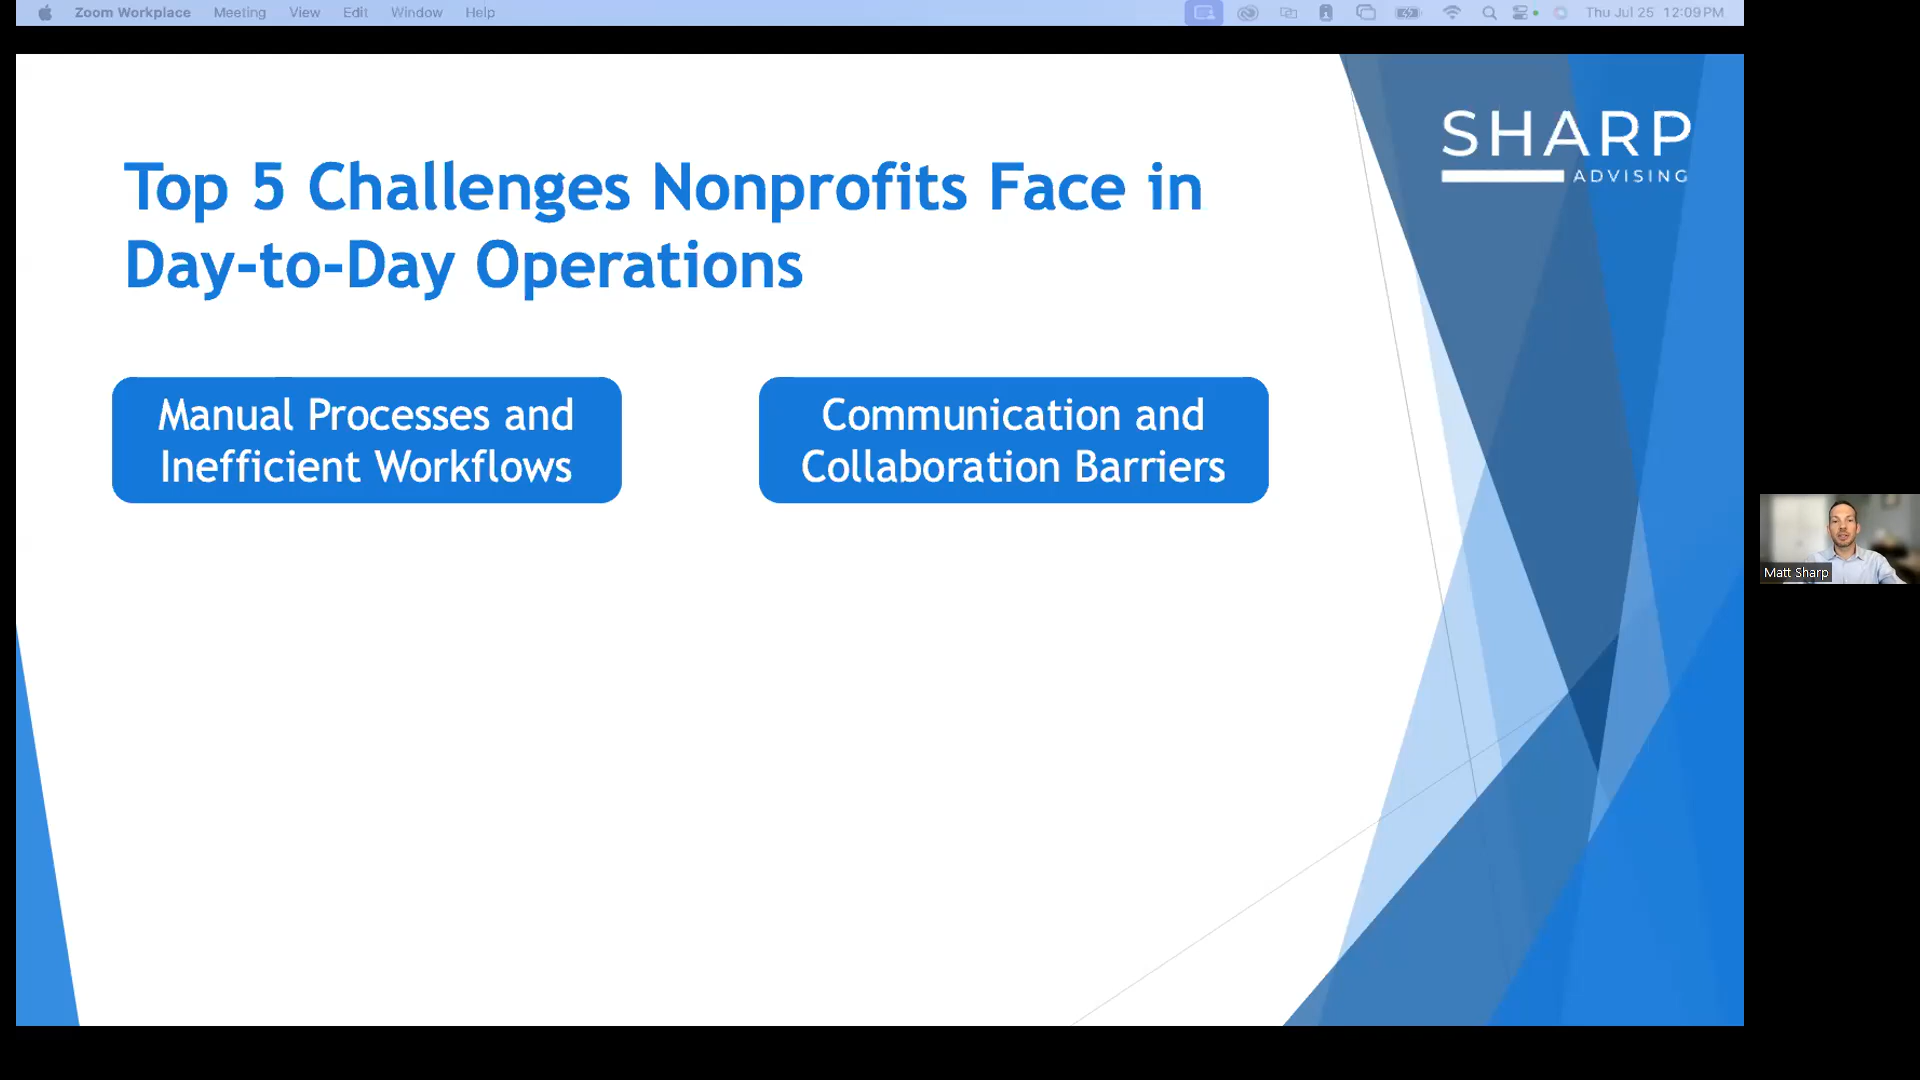 Zoom Workplace Meeting View Edit Window Help Thu Jul 25 12:09 PM
SHARP
ADVISING
Top 5 Challenges Nonprofits Face in
Day-to-Day Operations
Manual Processes and
Inefficient Workflows
Communication and
Collaboration Barriers
Matt Sharp